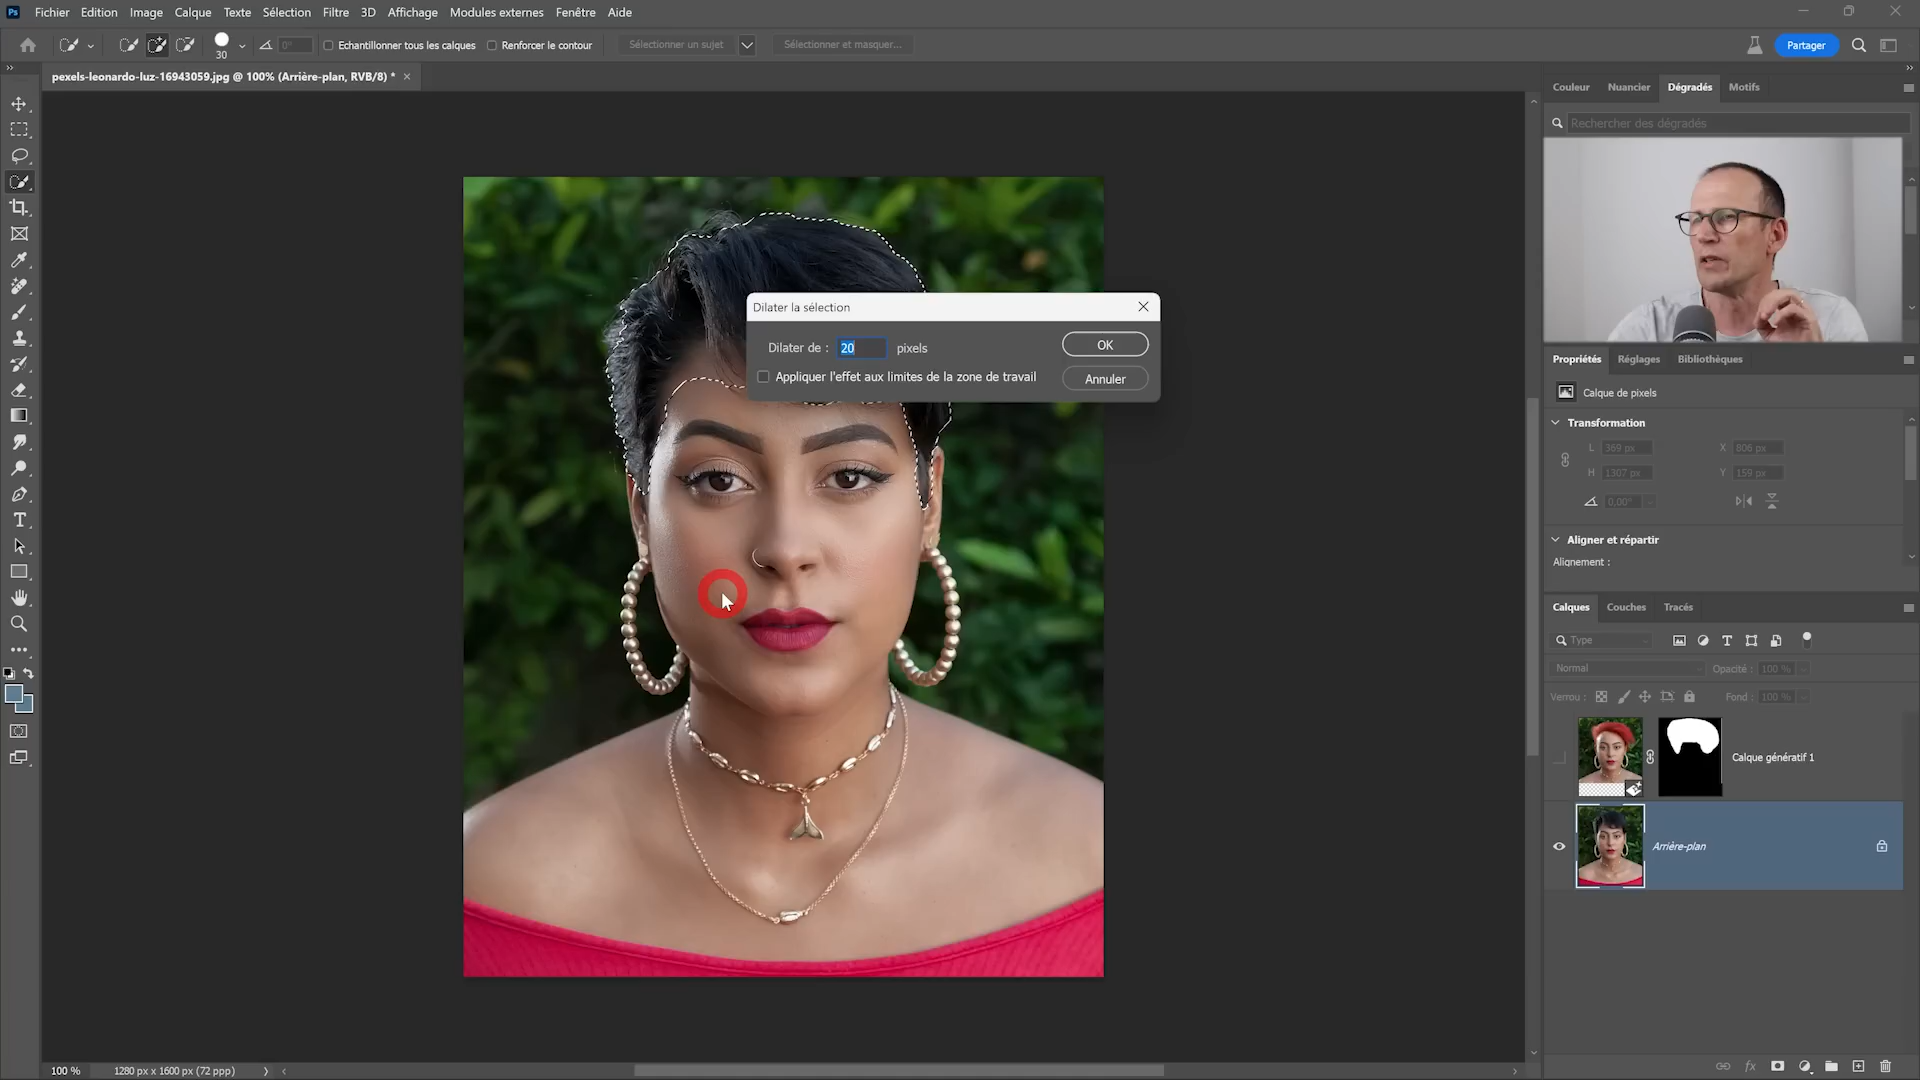 Ps Fichier Edition Image Calque Texte Sélection Filtre 3D Affichage Modules externes Fenêtre Aide
30 0° Echantillonner tous les calques Renforcer le contour Sélectionner un sujet Sélectionner et masquer... Partager
pexels-leonardo-luz-16943059.jpg @ 100% (Arrière-plan, RVB/8) *
Couleur Nuancier Dégradés Motifs
Rechercher des dégradés
Dilater la sélection
Dilater de : 20 pixels OK
Appliquer l'effet aux limites de la zone de travail Annuler
Propriétés Réglages Bibliothèques
Calque de pixels
Transformation
L 369 px X 806 px
H 1307 px Y 159 px
0,00°
Aligner et répartir
Alignement :
Calques Couches Tracés
Type
Normal Opacité : 100 %
Verrou : Fond : 100 %
Calque génératif 1
Arrière-plan
fx
100 % 1280 px x 1600 px (72 ppp)